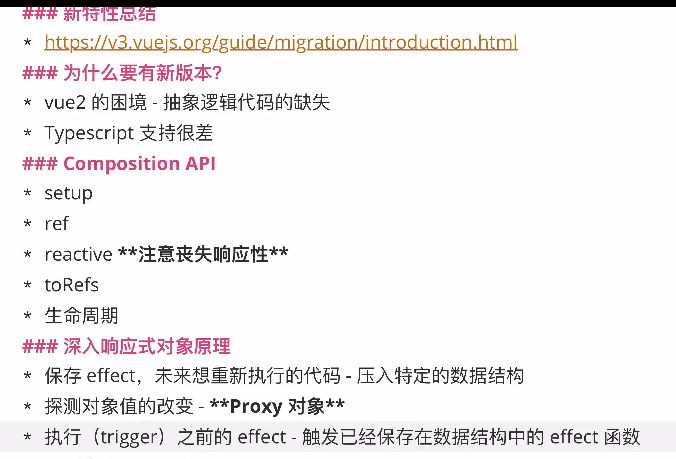 ### 新特性总结
* https://v3.vuejs.org/guide/migration/introduction.html
### 为什么要有新版本?
* vue2 的困境 - 抽象逻辑代码的缺失
* Typescript 支持很差
### Composition API
* setup
* ref
* reactive **注意丧失响应性**
* toRefs
* 生命周期
### 深入响应式对象原理
* 保存 effect，未来想重新执行的代码 - 压入特定的数据结构
* 探测对象值的改变 - **Proxy 对象**
* 执行（trigger）之前的 effect - 触发已经保存在数据结构中的 effect 函数